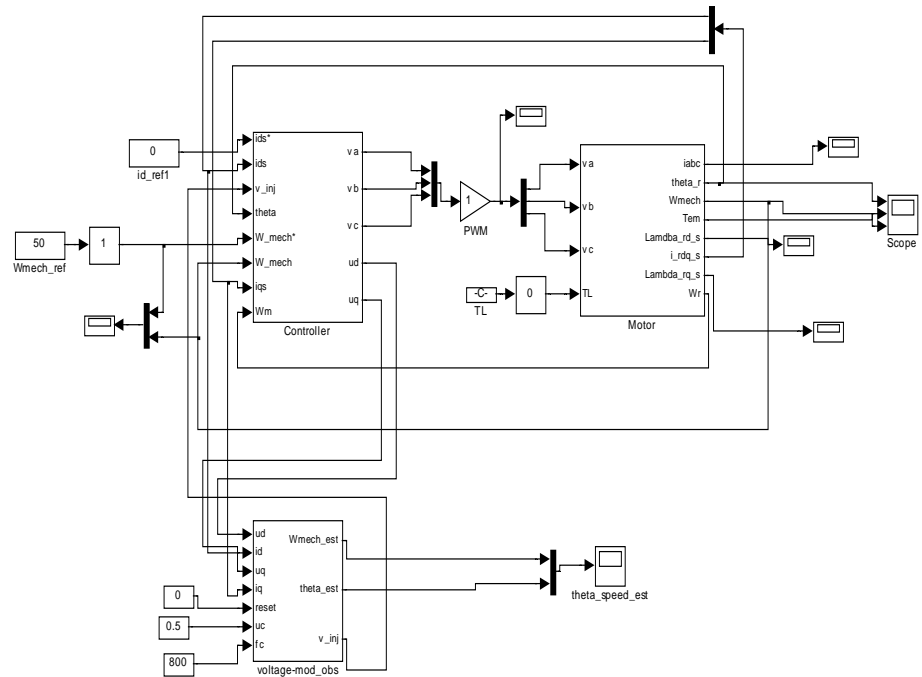 0
id_ref1
50
Wmech_ref
1
ids*
ids
v_inj
theta
W_mech*
W_mech
iqs
Wm
va
vb
vc
ud
uq
Controller
1
PWM
-C-
TL
0
va
vb
vc
TL
iabc
theta_r
Wmech
Tem
Lamdba_rd_s
i_rdq_s
Lambda_rq_s
Wr
Motor
Scope
0
0.5
800
ud
id
uq
iq
reset
uc
fc
Wmech_est
theta_est
v_inj
voltage-mod_obs
theta_speed_est